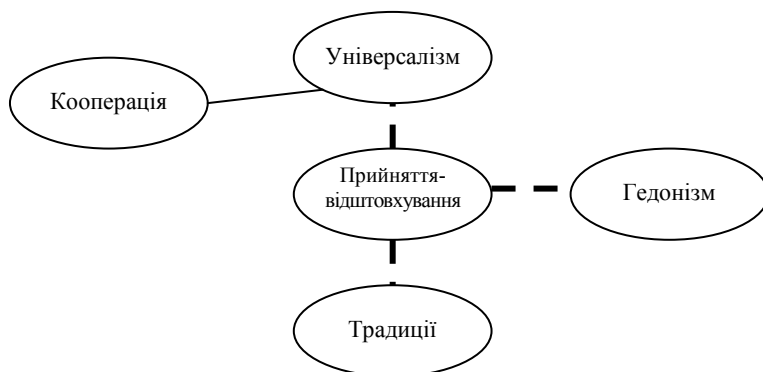 Універсалізм
Кооперація
Прийняття-
відштовхування
Гедонізм
Традиції